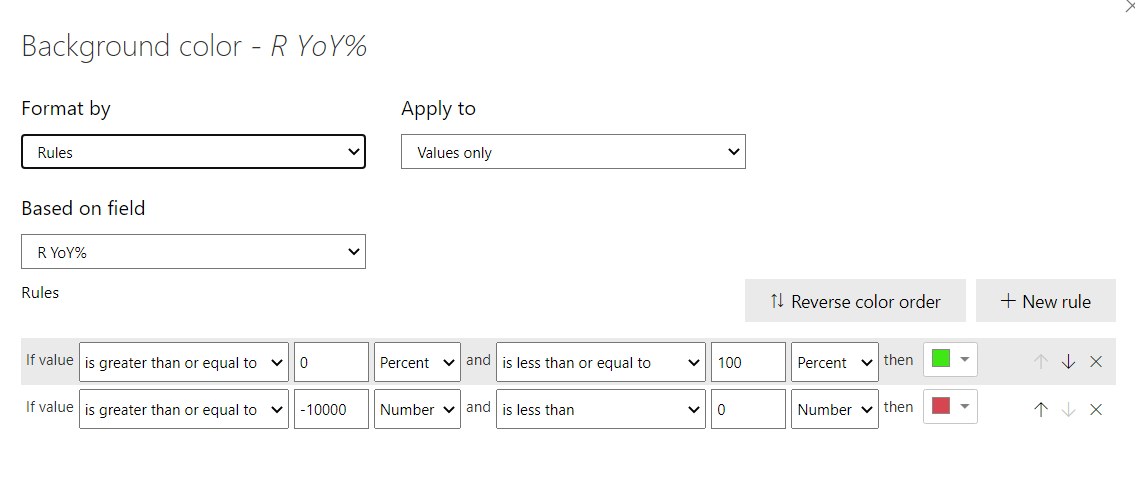 Background color - R YoY%
Format by
Apply to
Rules
Values only
Based on field
R YoY%
Rules
Reverse color order
New rule
If value is greater than or equal to 0 Percent and is less than or equal to 100 Percent then
If value is greater than or equal to -10000 Number and is less than 0 Number then